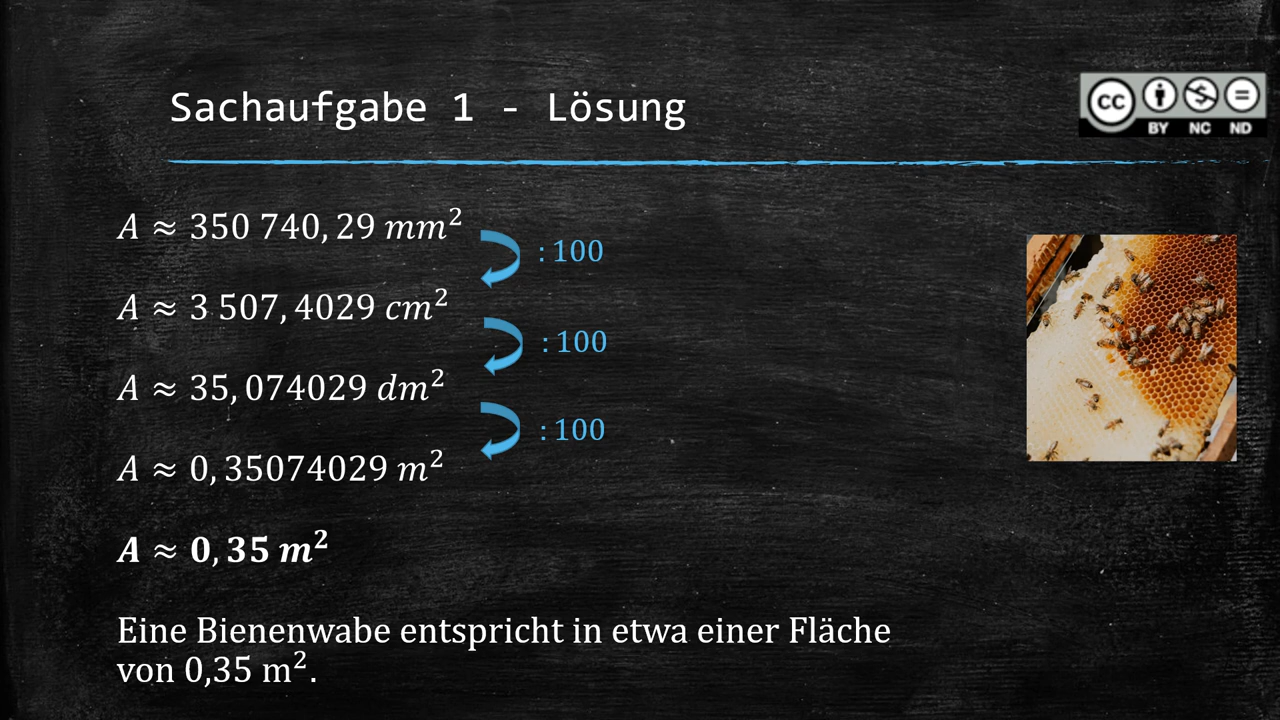 Sachaufgabe 1 - Lösung
CC
BY NC ND
A ≈ 350 740, 29 mm²
: 100
A ≈ 3 507, 4029 cm²
: 100
A ≈ 35, 074029 dm²
: 100
A ≈ 0, 35074029 m²
A ≈ 0, 35 m²
Eine Bienenwabe entspricht in etwa einer Fläche
von 0,35 m².